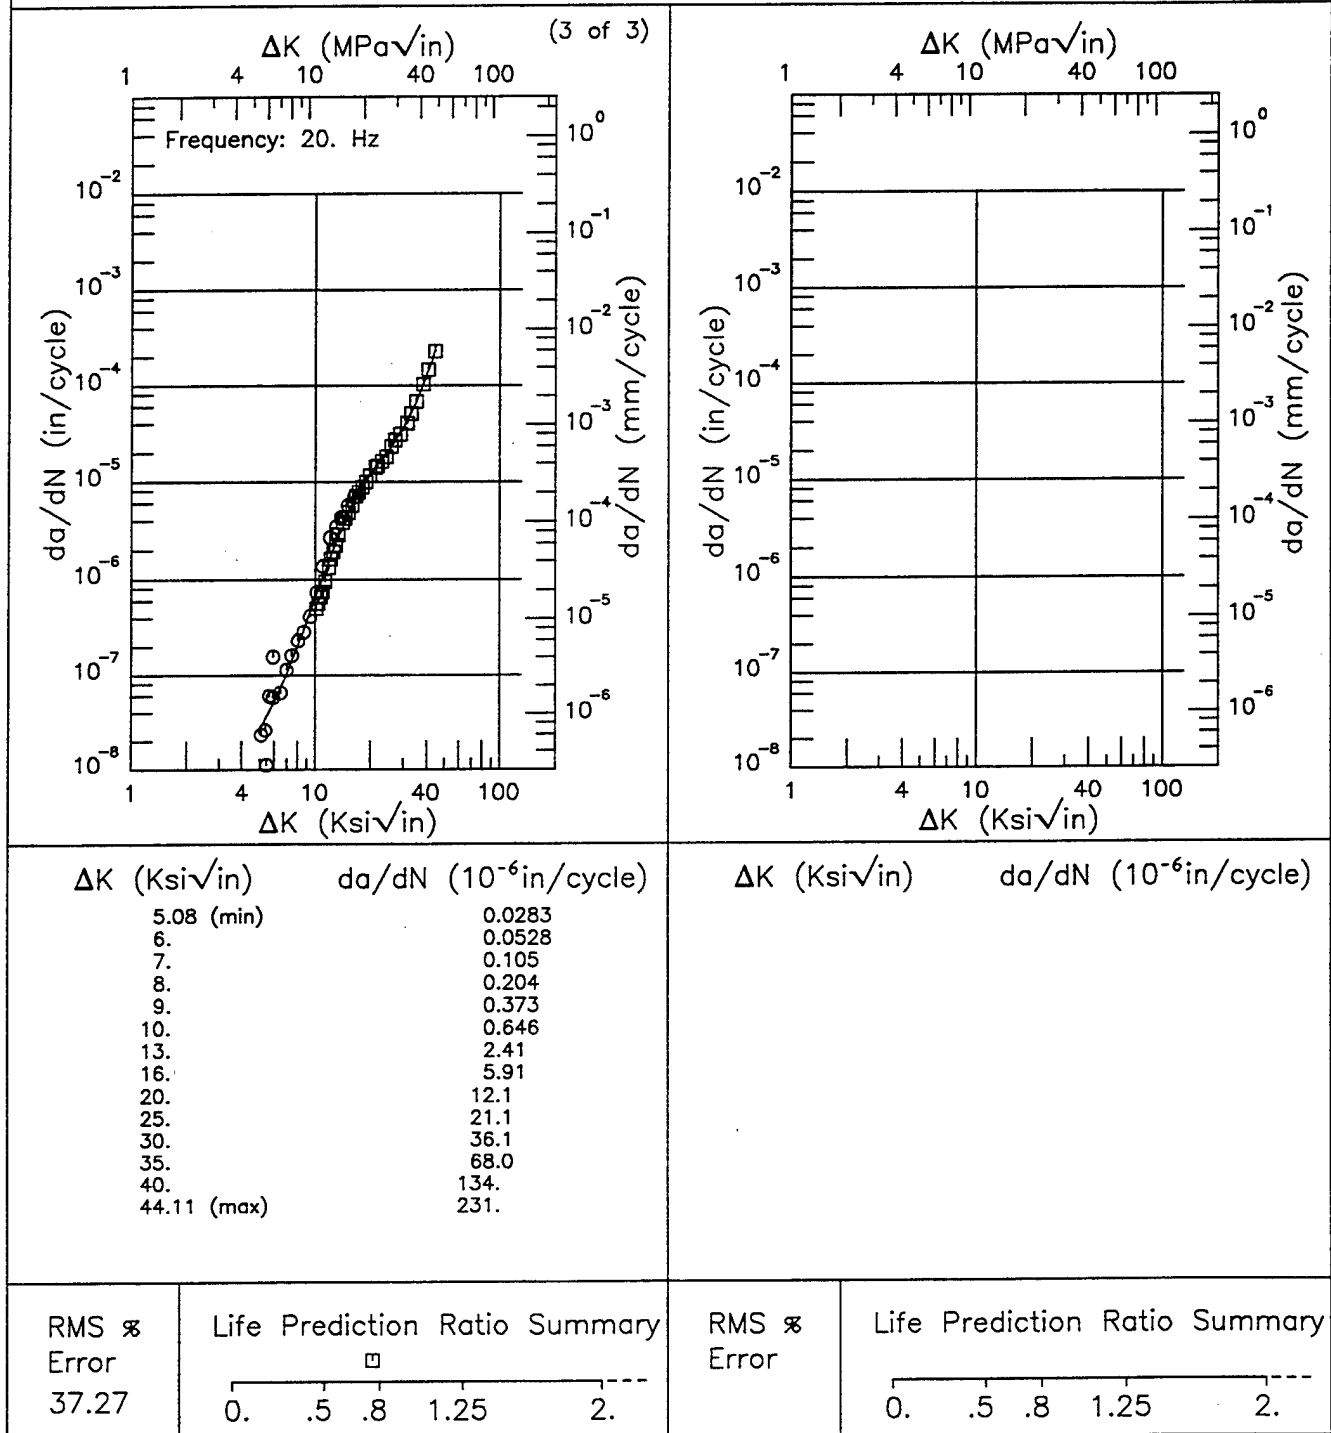 (3 of 3)
ΔK (MPa√in)
1 4 10 40 100
Frequency: 20. Hz
10⁰
10⁻²
10⁻¹
10⁻³
10⁻²
10⁻⁴
10⁻³
10⁻⁵
10⁻⁴
10⁻⁶
10⁻⁵
10⁻⁷
10⁻⁶
10⁻⁸
da/dN (in/cycle)
da/dN (mm/cycle)
1 4 10 40 100
ΔK (Ksi√in)
ΔK (MPa√in)
1 4 10 40 100
10⁰
10⁻²
10⁻¹
10⁻³
10⁻²
10⁻⁴
10⁻³
10⁻⁵
10⁻⁴
10⁻⁶
10⁻⁵
10⁻⁷
10⁻⁶
10⁻⁸
da/dN (in/cycle)
da/dN (mm/cycle)
1 4 10 40 100
ΔK (Ksi√in)
ΔK (Ksi√in) da/dN (10⁻⁶in/cycle)
5.08 (min) 0.0283
6. 0.0528
7. 0.105
8. 0.204
9. 0.373
10. 0.646
13. 2.41
16. 5.91
20. 12.1
25. 21.1
30. 36.1
35. 68.0
40. 134.
44.11 (max) 231.
ΔK (Ksi√in) da/dN (10⁻⁶in/cycle)
RMS %
Error
37.27
Life Prediction Ratio Summary
0. .5 .8 1.25 2.
RMS %
Error
Life Prediction Ratio Summary
0. .5 .8 1.25 2.